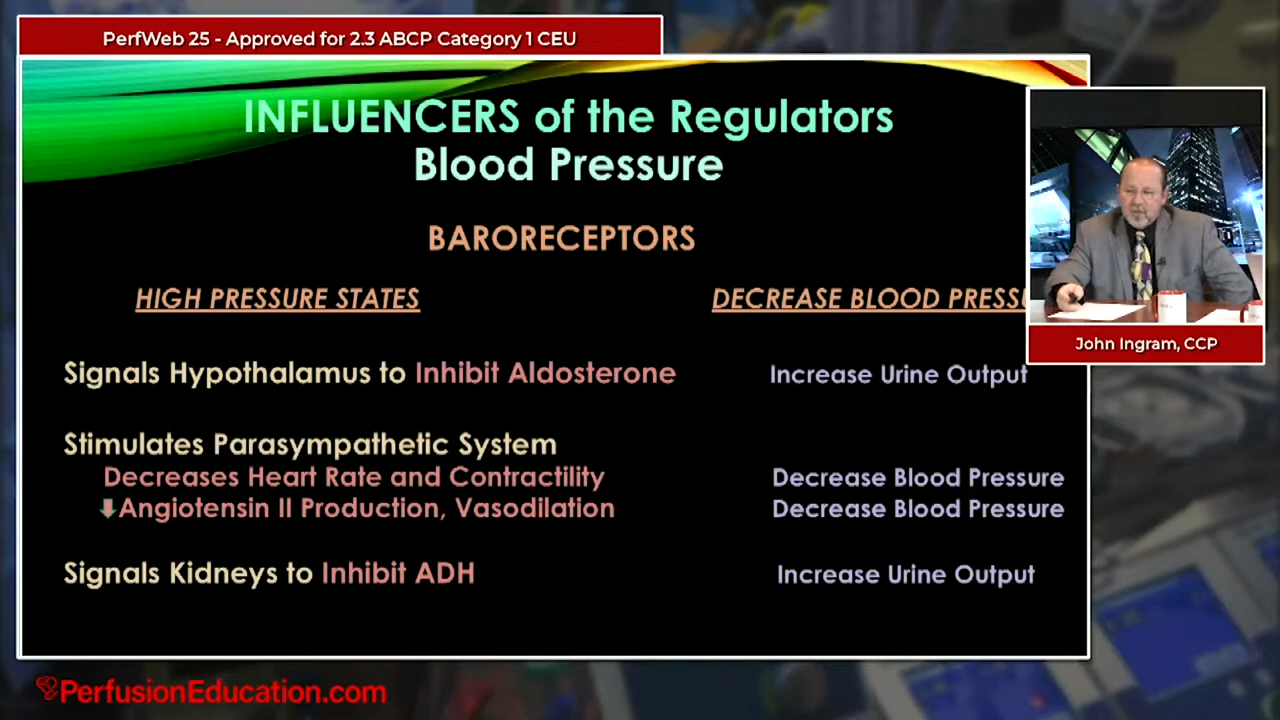 PerfWeb 25 - Approved for 2.3 ABCP Category 1 CEU
INFLUENCERS of the Regulators
Blood Pressure
BARORECEPTORS
HIGH PRESSURE STATES
DECREASE BLOOD
Signals Hypothalamus to Inhibit Aldosterone
Increase Urine Output
Stimulates Parasympathetic System
Decreases Heart Rate and Contractility
Decrease Blood Pressure
⬇Angiotensin II Production, Vasodilation
Decrease Blood Pressure
Signals Kidneys to Inhibit ADH
Increase Urine Output
John Ingram, CCP
PerfusionEducation.com